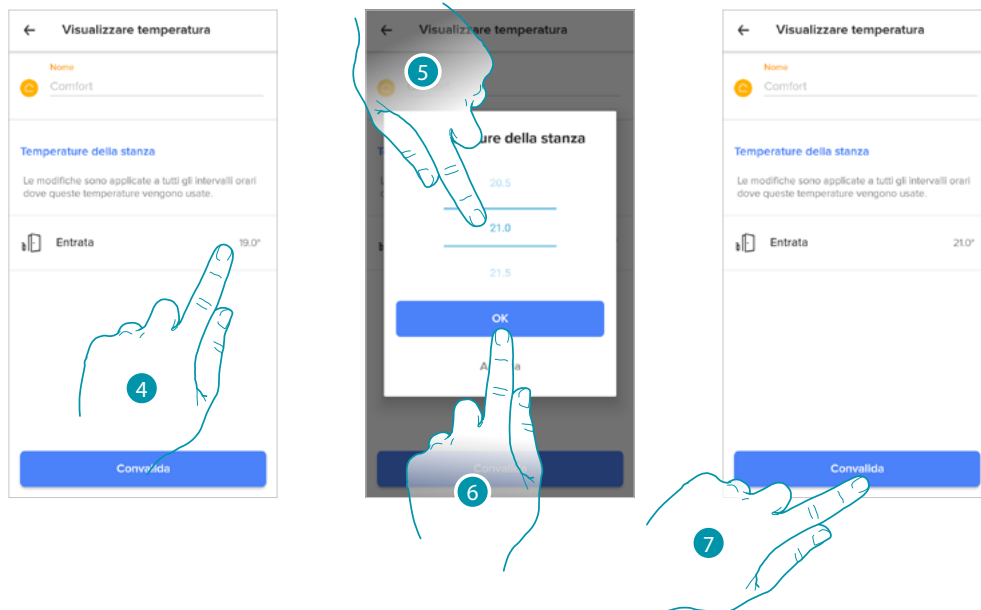 Visualizzare temperatura
Nome
Comfort
Temperature della stanza
Le modifiche sono applicate a tutti gli intervalli orari
dove queste temperature vengono usate.
Entrata 19.0°
4
Convalida
Visualizzare temperatura
5
ure della stanza
20.5
21.0
21.5
OK
6
Visualizzare temperatura
Nome
Comfort
Temperature della stanza
Le modifiche sono applicate a tutti gli intervalli orari
dove queste temperature vengono usate.
Entrata 21.0°
Convalida
7